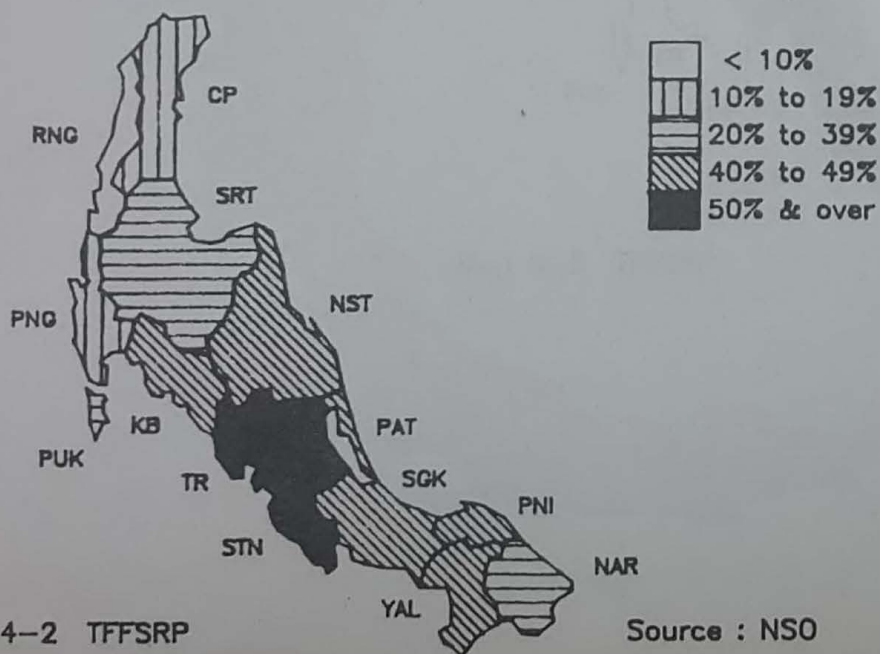 < 10%
10% to 19%
20% to 39%
40% to 49%
50% & over
CP
RNG
SRT
NST
PNG
PAT
KB
PUK
SGK
TR
PNI
STN
NAR
YAL
4-2 TFFSRP
Source : NSO